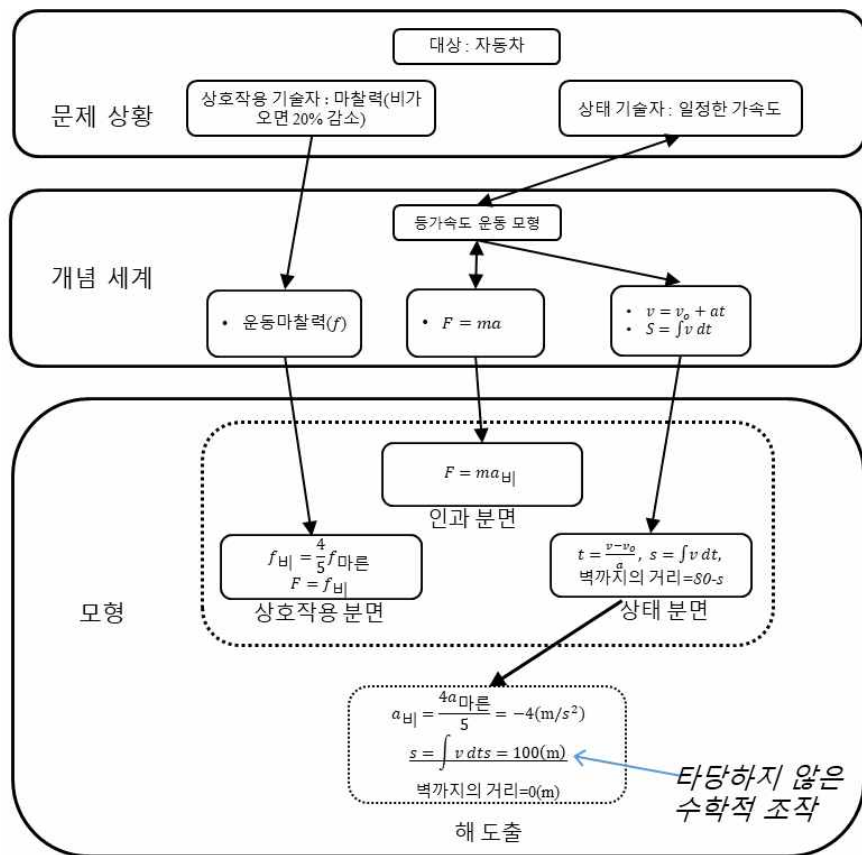 대상 : 자동차
문제 상황
상호작용 기술자 : 마찰력(비가
오면 20% 감소)
상태 기술자 : 일정한 가속도
개념 세계
등가속도 운동 모형
• 운동마찰력(f)
• F = ma
• v = v₀ + at
• S = ∫v dt
모형
F = ma비
인과 분면
f비 = 4/5 f마른
F = f비
상호작용 분면
t = (v−v₀)/a, s = ∫v dt,
벽까지의 거리=80-s
상태 분면
a비 = 4a마른/5 = −4(m/s²)
s = ∫ v dts = 100(m)
벽까지의 거리=0(m)
타당하지 않은
수학적 조작
해 도출